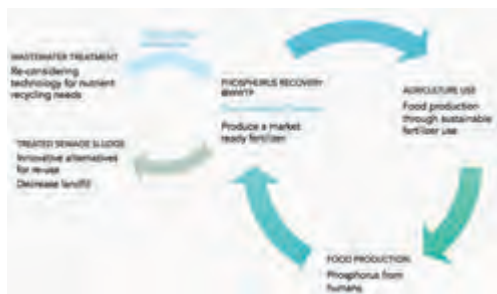 WASTEWATER TREATMENT
Re-considering
technology for nutrient
recycling needs
PHOSPHORUS RECOVERY
@WWTP
Produce a market
ready fertilizer
AGRICULTURE USE
Food production
through sustainable
fertilizer use
TREATED SEWAGE SLUDGE
Innovative alternatives
for re-use
Decrease landfill
FOOD PRODUCTION
Phosphorus from
humans